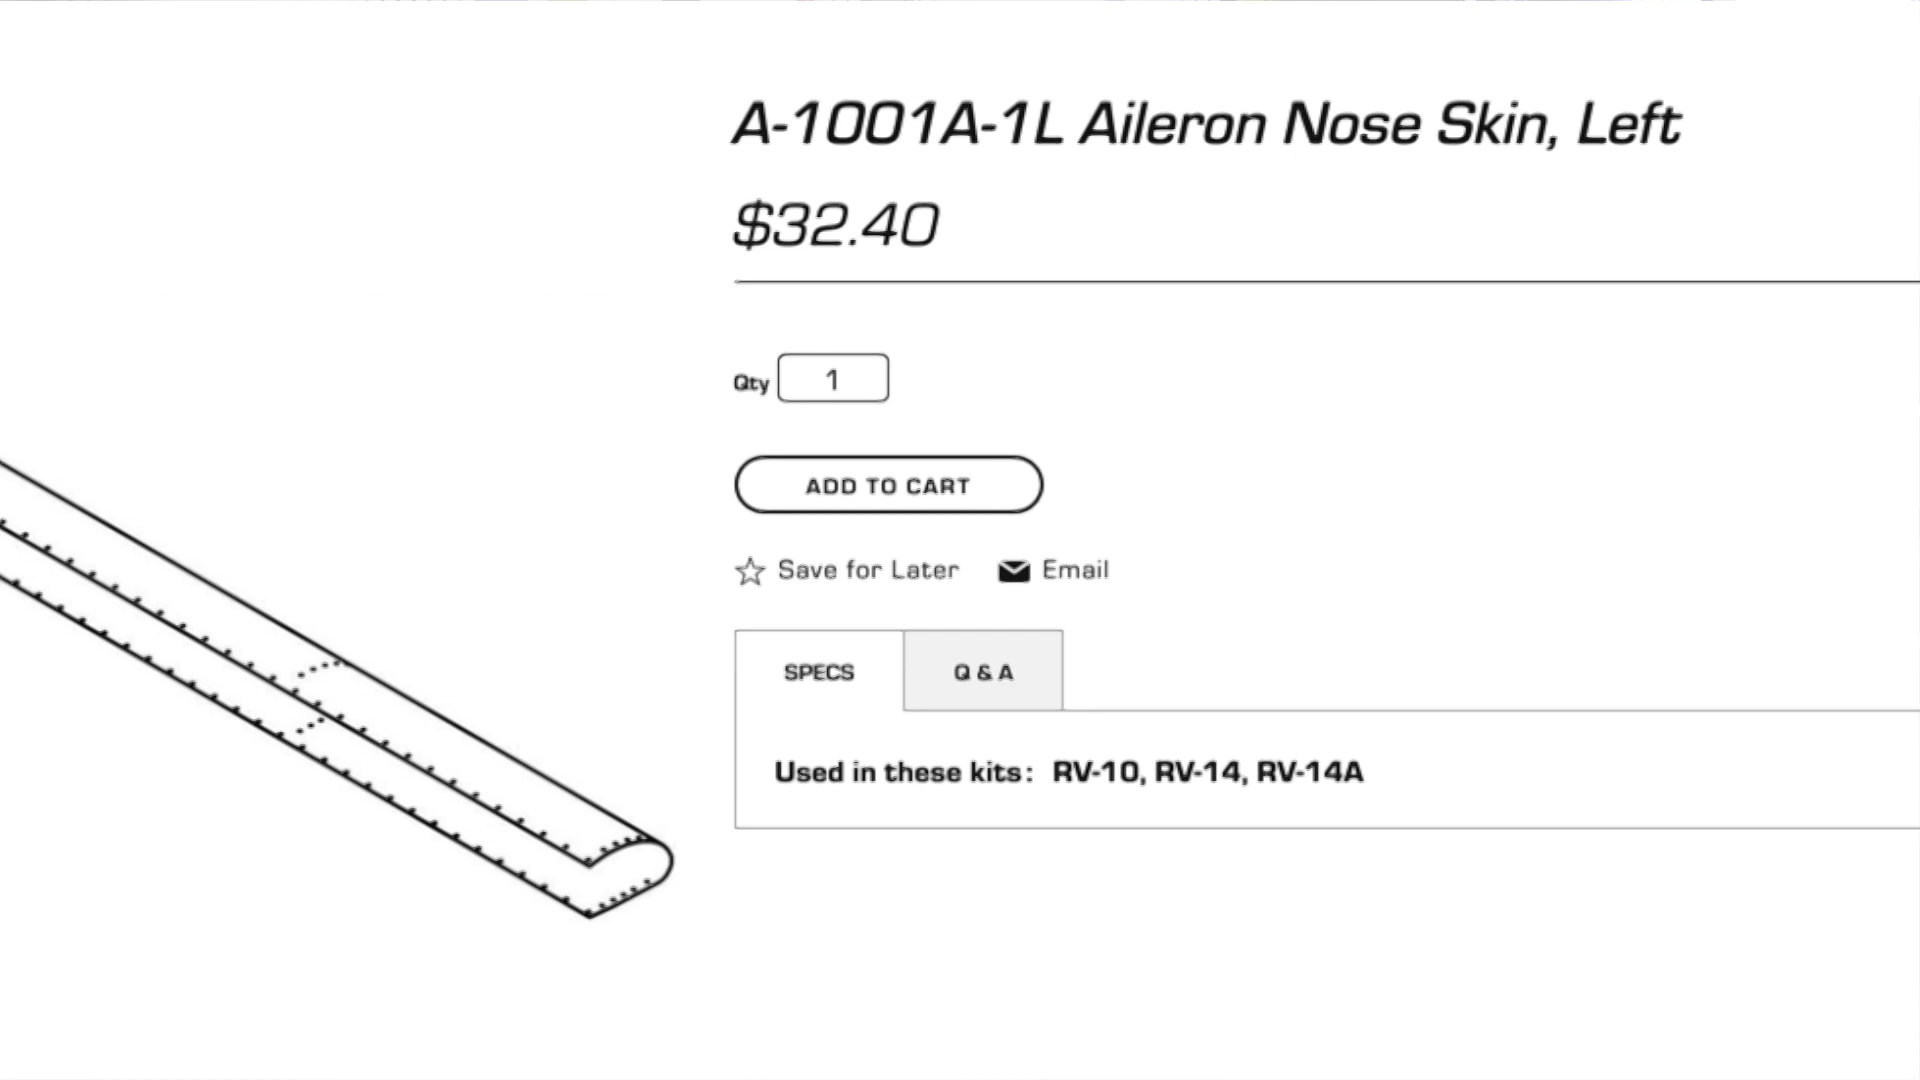 A-1001A-1L Aileron Nose Skin, Left
$32.40
Qty 1
ADD TO CART
Save for Later Email
SPECS Q & A
Used in these kits: RV-10, RV-14, RV-14A